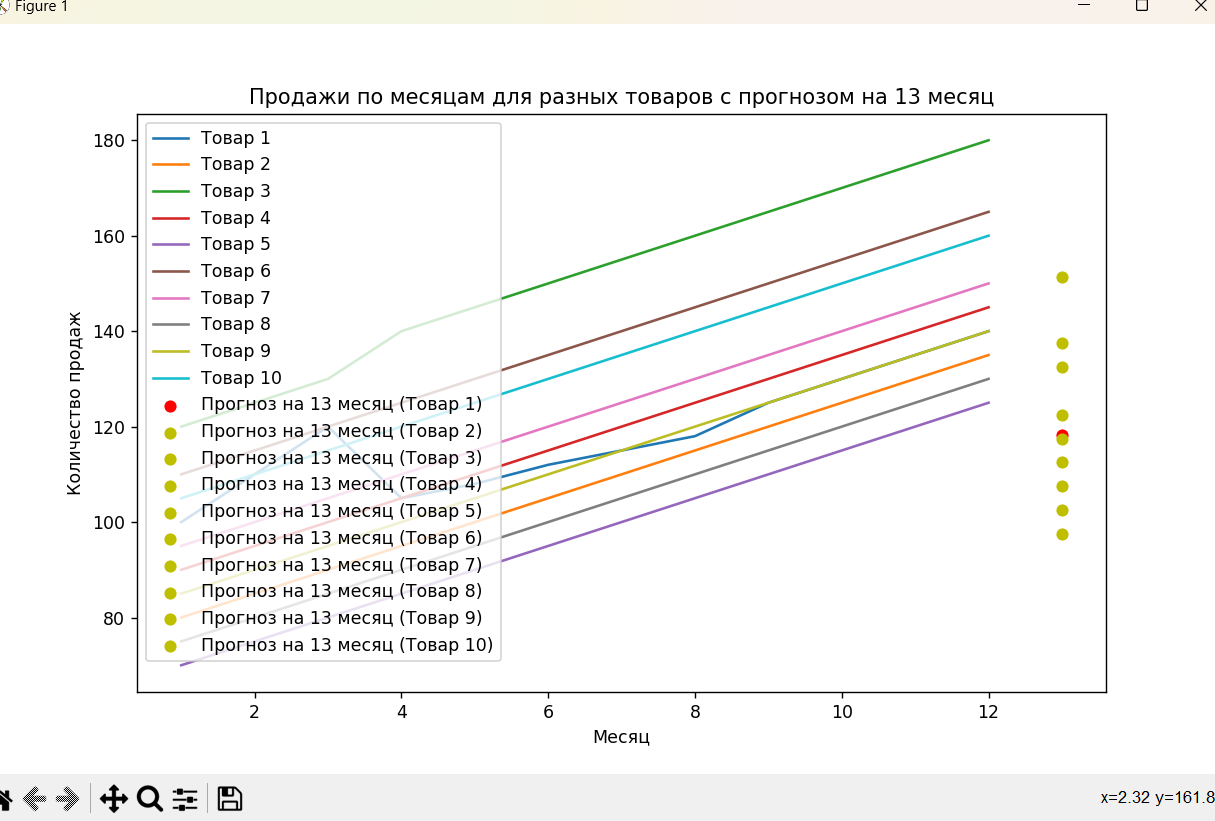 Figure 1
Продажи по месяцам для разных товаров с прогнозом на 13 месяц
Товар 1
Товар 2
Товар 3
Товар 4
Товар 5
Товар 6
Товар 7
Товар 8
Товар 9
Товар 10
Прогноз на 13 месяц (Товар 1)
Прогноз на 13 месяц (Товар 2)
Прогноз на 13 месяц (Товар 3)
Прогноз на 13 месяц (Товар 4)
Прогноз на 13 месяц (Товар 5)
Прогноз на 13 месяц (Товар 6)
Прогноз на 13 месяц (Товар 7)
Прогноз на 13 месяц (Товар 8)
Прогноз на 13 месяц (Товар 9)
Прогноз на 13 месяц (Товар 10)
Количество продаж
180
160
140
120
100
80
2 4 6 8 10 12
Месяц
x=2.32 y=161.8